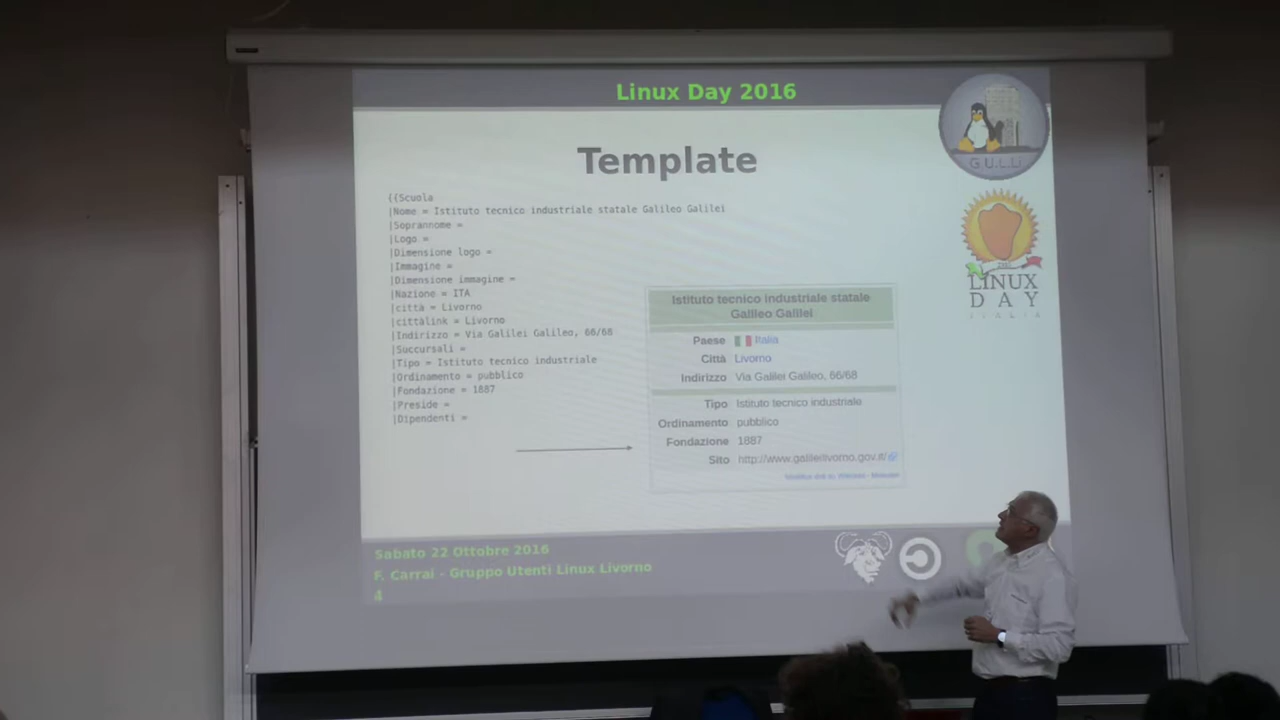 Linux Day 2016
G.U.L.Li
Template
LINUX
DAY
ITALIA
{{Scuola
|Nome = Istituto tecnico industriale statale Galileo Galilei
|Soprannome =
|Logo =
|Dimensione logo =
|Immagine =
|Dimensione immagine =
|Nazione = ITA
|città = Livorno
|cittàlink = Livorno
|Indirizzo = Via Galilei Galileo, 66/68
|Succursali =
|Tipo = Istituto tecnico industriale
|Ordinamento = pubblico
|Fondazione = 1887
|Preside =
|Dipendenti =
Istituto tecnico industriale statale
Galileo Galilei
Paese Italia
Città Livorno
Indirizzo Via Galilei Galileo, 66/68
Tipo Istituto tecnico industriale
Ordinamento pubblico
Fondazione 1887
Sito http://www.galileilivorno.gov.it/
Sabato 22 Ottobre 2016
F. Carrai - Gruppo Utenti Linux Livorno
4